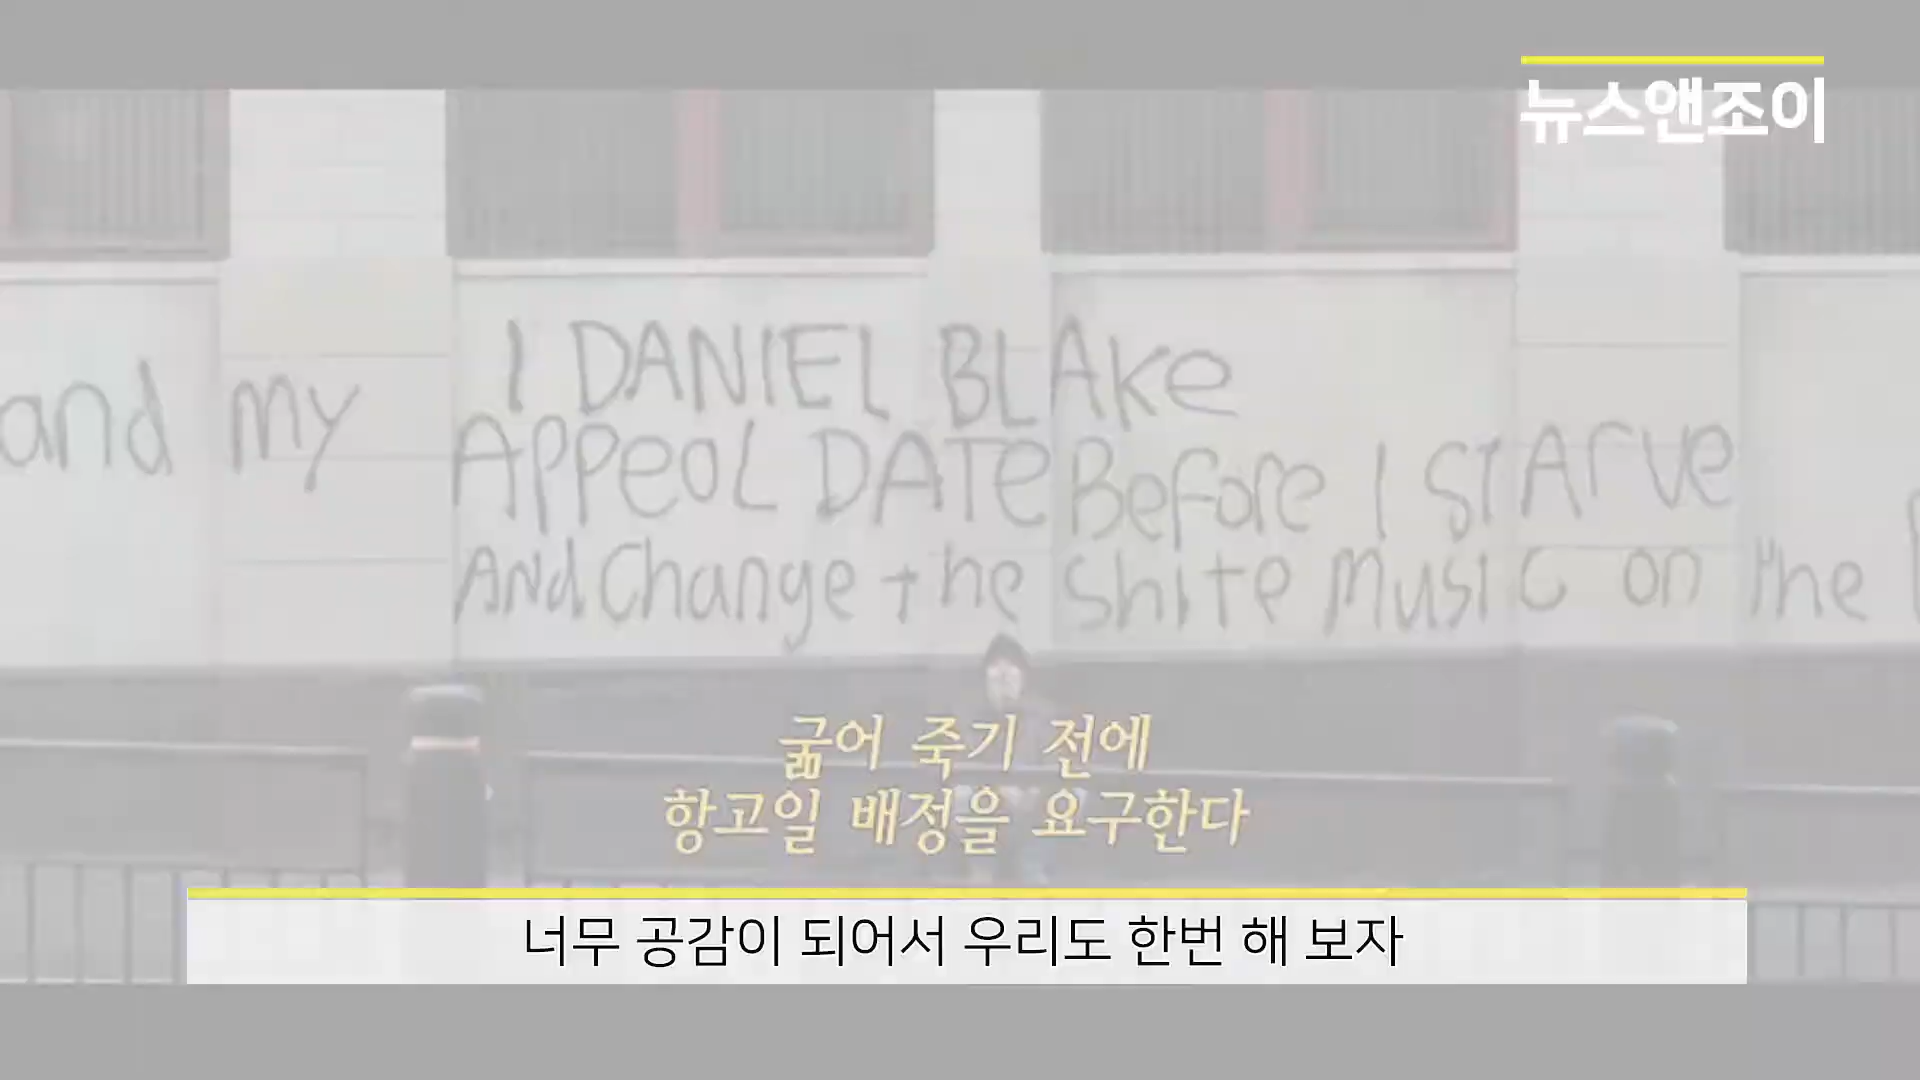 뉴스앤조이
I DANIEL BLAKe
and my APPeaL DATe BeFore I STArve
ANd Change the Shite Music on the
굶어 죽기 전에
항고일 배정을 요구한다
너무 공감이 되어서 우리도 한번 해 보자